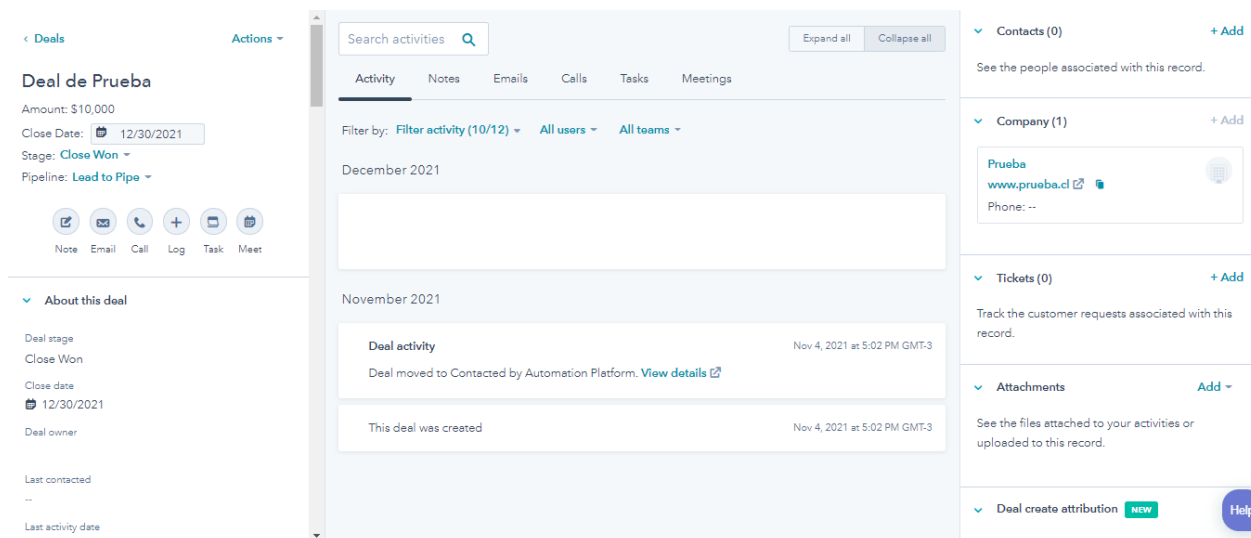 Deals
Actions
Deal de Prueba
Amount: $10,000
Close Date: 12/30/2021
Stage: Close Won
Pipeline: Lead to Pipe
Note Email Call Log Task Meet
About this deal
Deal stage
Close Won
Close date
12/30/2021
Deal owner
Last contacted
--
Last activity date
Search activities
Expand all Collapse all
Activity Notes Emails Calls Tasks Meetings
Filter by: Filter activity (10/12) All users All teams
December 2021
November 2021
Deal activity Nov 4, 2021 at 5:02 PM GMT-3
Deal moved to Contacted by Automation Platform. View details
This deal was created Nov 4, 2021 at 5:02 PM GMT-3
Contacts (0) + Add
See the people associated with this record.
Company (1) + Add
Prueba
www.prueba.cl
Phone: --
Tickets (0) + Add
Track the customer requests associated with this
record.
Attachments Add
See the files attached to your activities or
uploaded to this record.
Deal create attribution NEW
Help